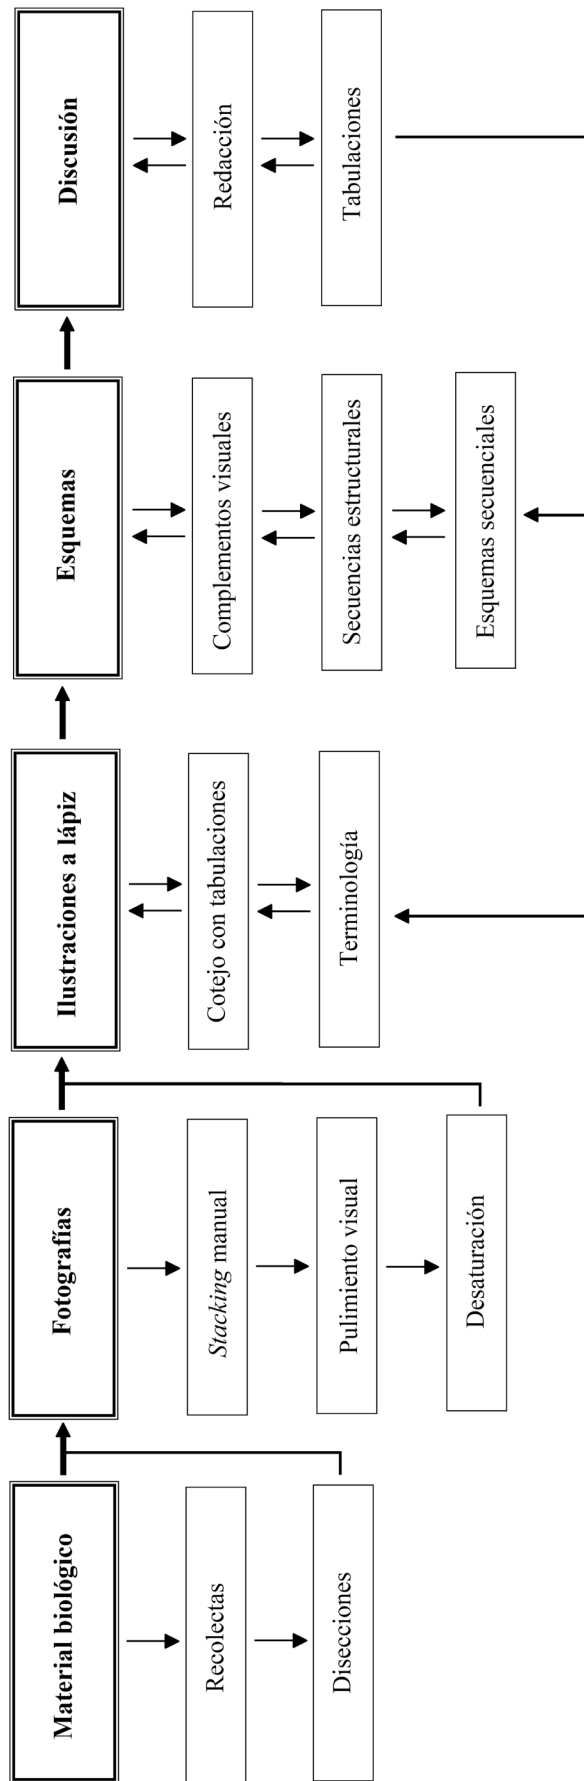 Material biológico
Recolectas
Disecciones
Fotografías
Stacking manual
Pulimiento visual
Desaturación
Ilustraciones a lápiz
Cotejo con tabulaciones
Terminología
Esquemas
Complementos visuales
Secuencias estructurales
Esquemas secuenciales
Discusión
Redacción
Tabulaciones